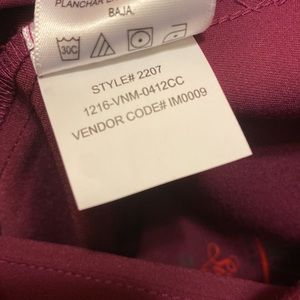 PLANCHAR
BAJA.
30C
STYLE# 2207
1216-VNM-0412CC
VENDOR CODE# IM0009